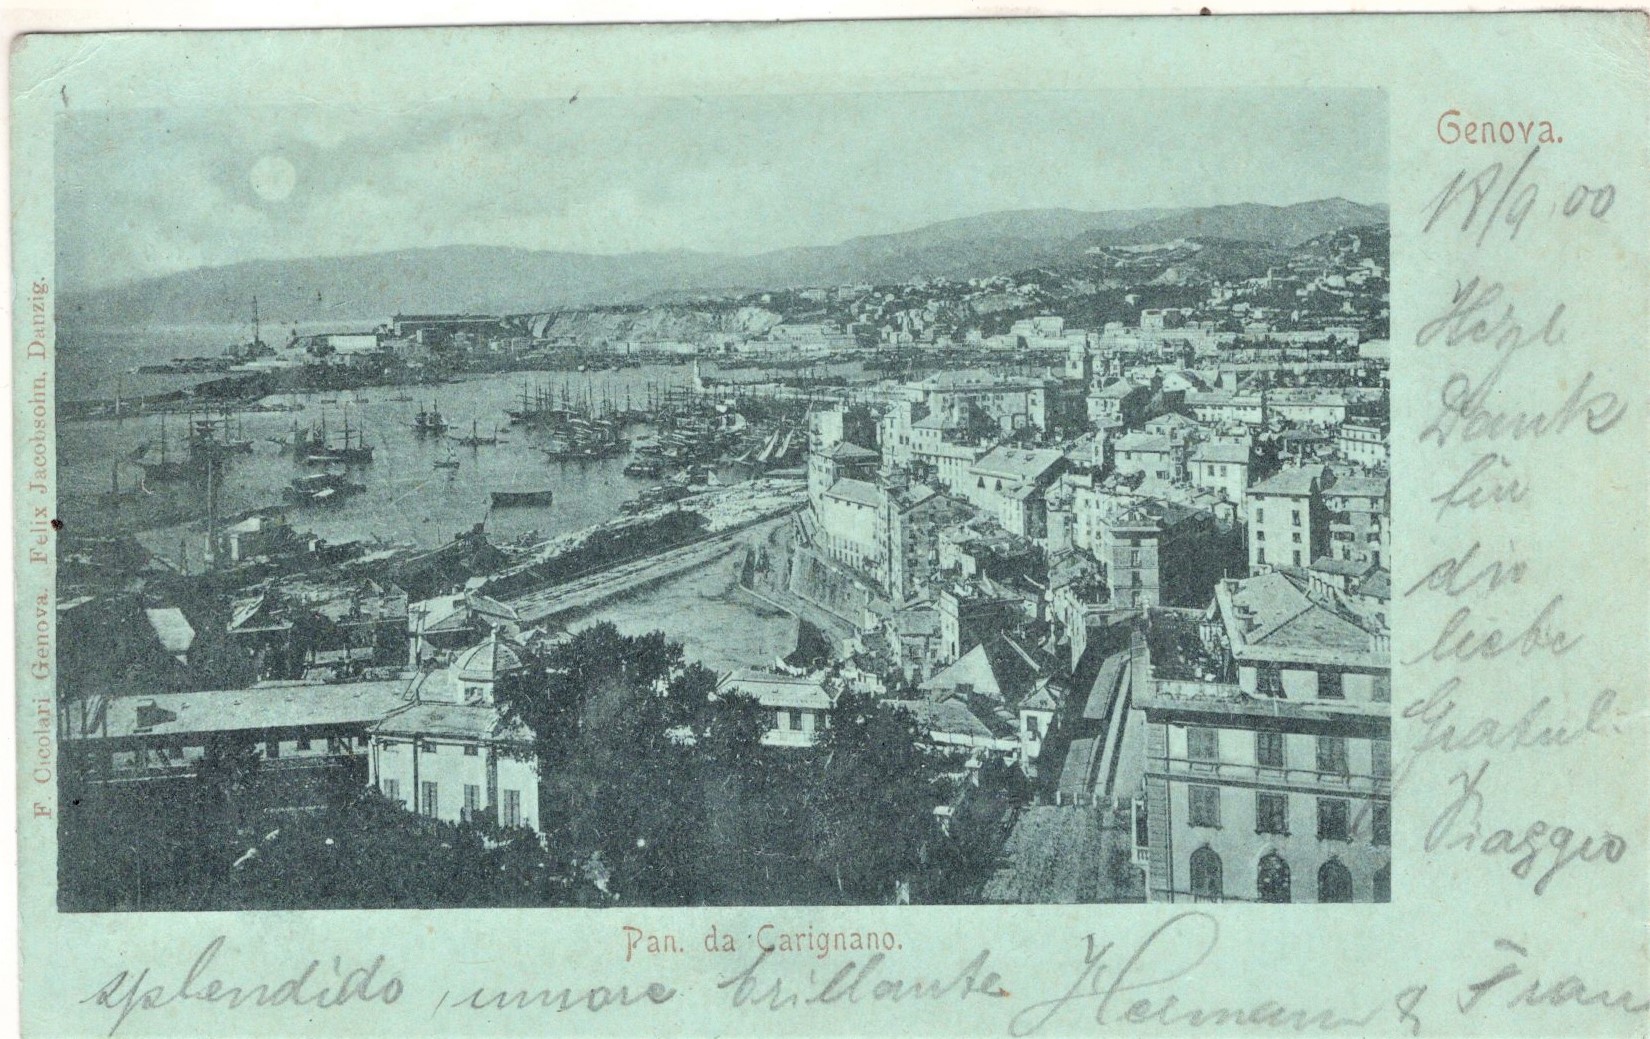 Genova.
18/9 00
Hzgl
Dank
für
die
liebe
Gratul.
Viaggio
Pan. da Carignano.
splendido, umore brillante Hermann & Fran
F. Cicolari Genova. Felix Jacobsohn, Danzig.